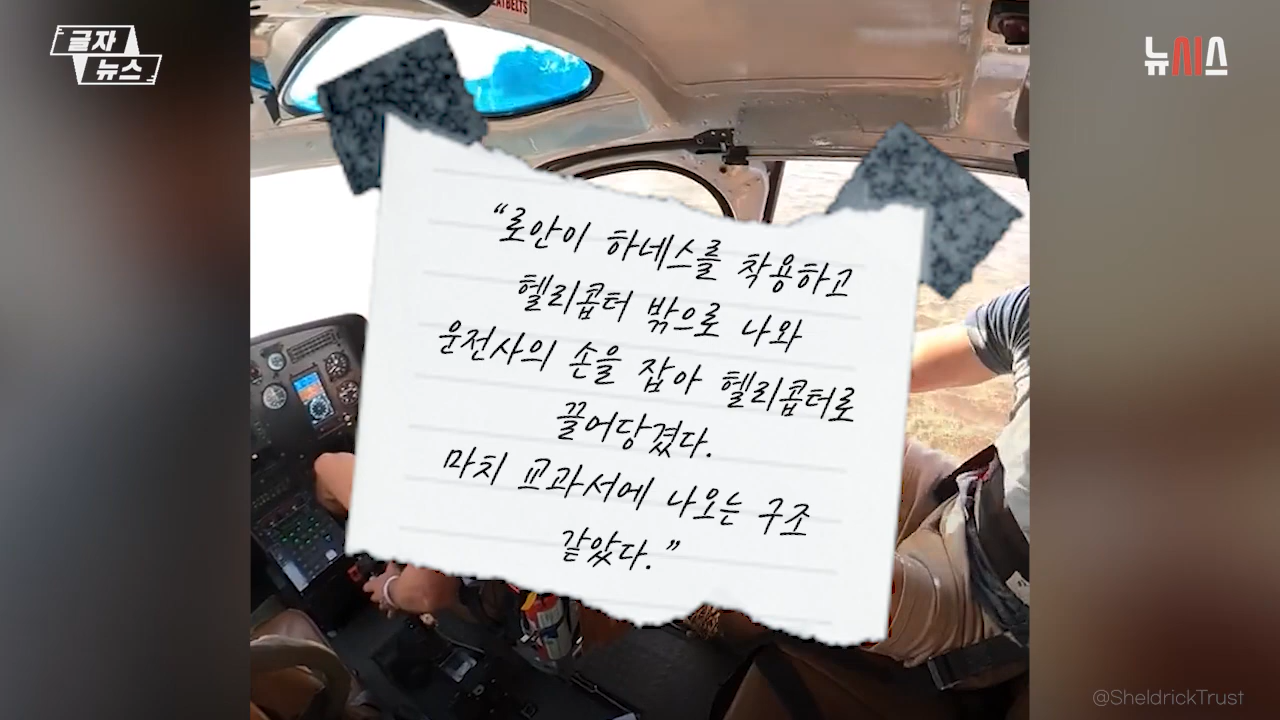 글자
뉴스
뉴시스
“로안이 하네스를 착용하고
헬리콥터 밖으로 나와
운전사의 손을 잡아 헬리콥터로
끌어당겼다.
마치 교과서에 나오는 구조
같았다.”
@SheldrickTrust